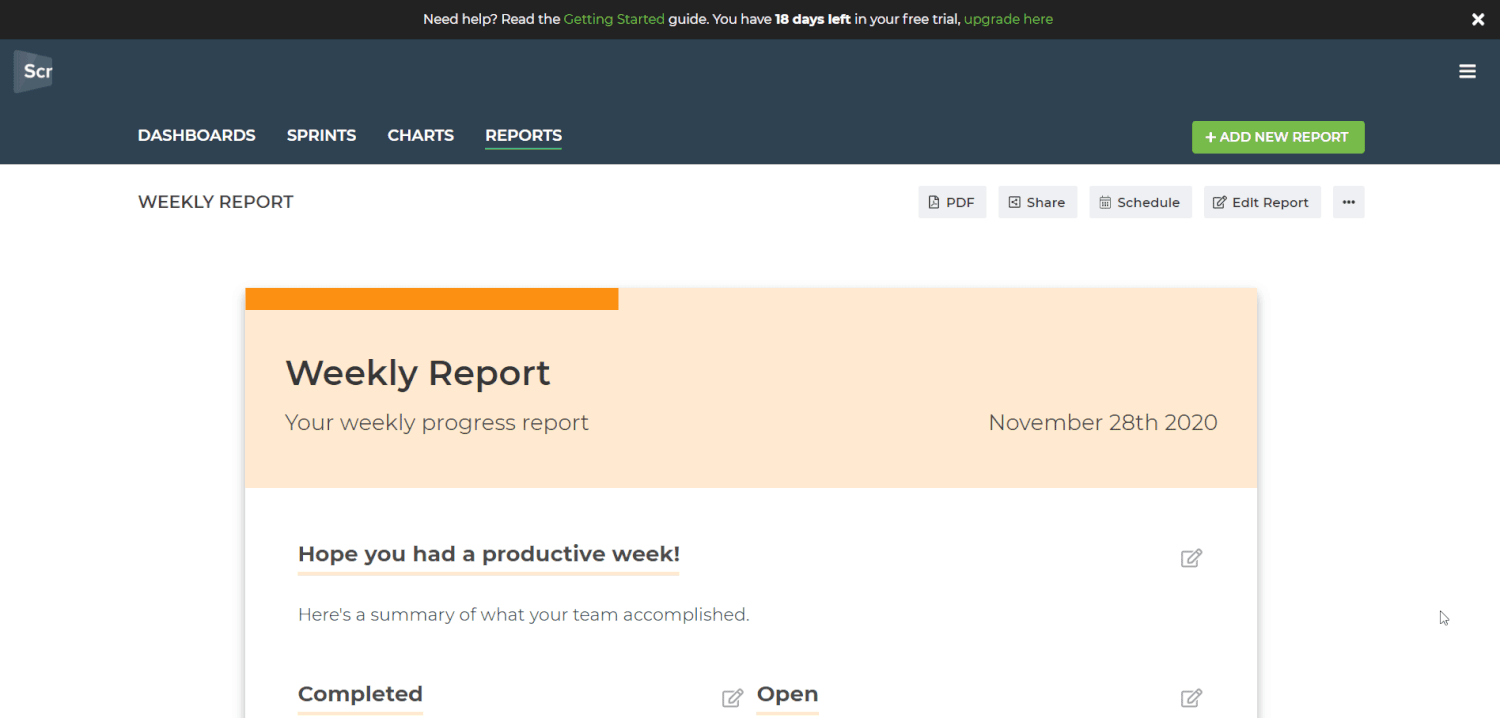 Need help? Read the Getting Started guide. You have 18 days left in your free trial, upgrade here
Scr
DASHBOARDS SPRINTS CHARTS REPORTS + ADD NEW REPORT
WEEKLY REPORT PDF Share Schedule Edit Report
Weekly Report
Your weekly progress report November 28th 2020
Hope you had a productive week!
Here's a summary of what your team accomplished.
Completed Open